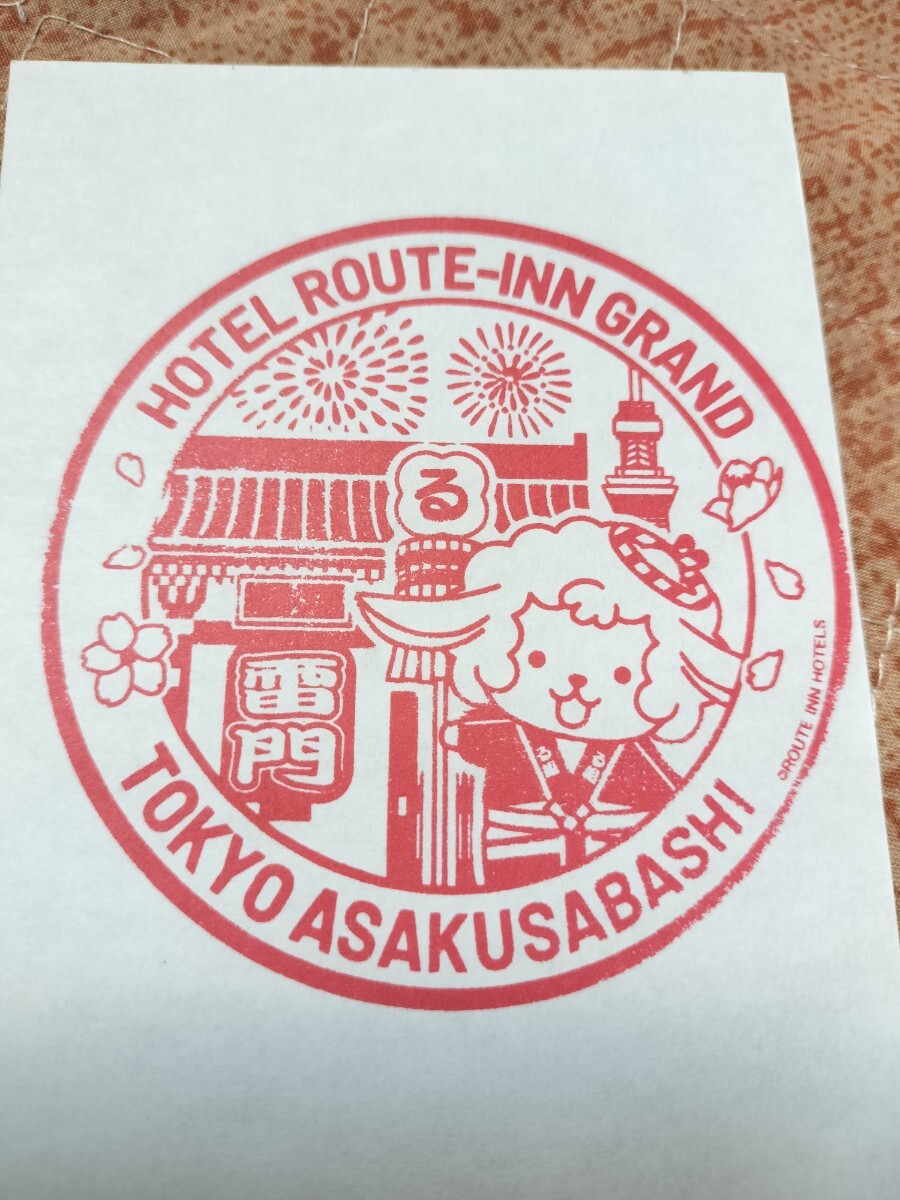 HOTEL ROUTE-INN GRAND
る
雷門
TOKYO ASAKUSABASHI
©ROUTE INN HOTELS